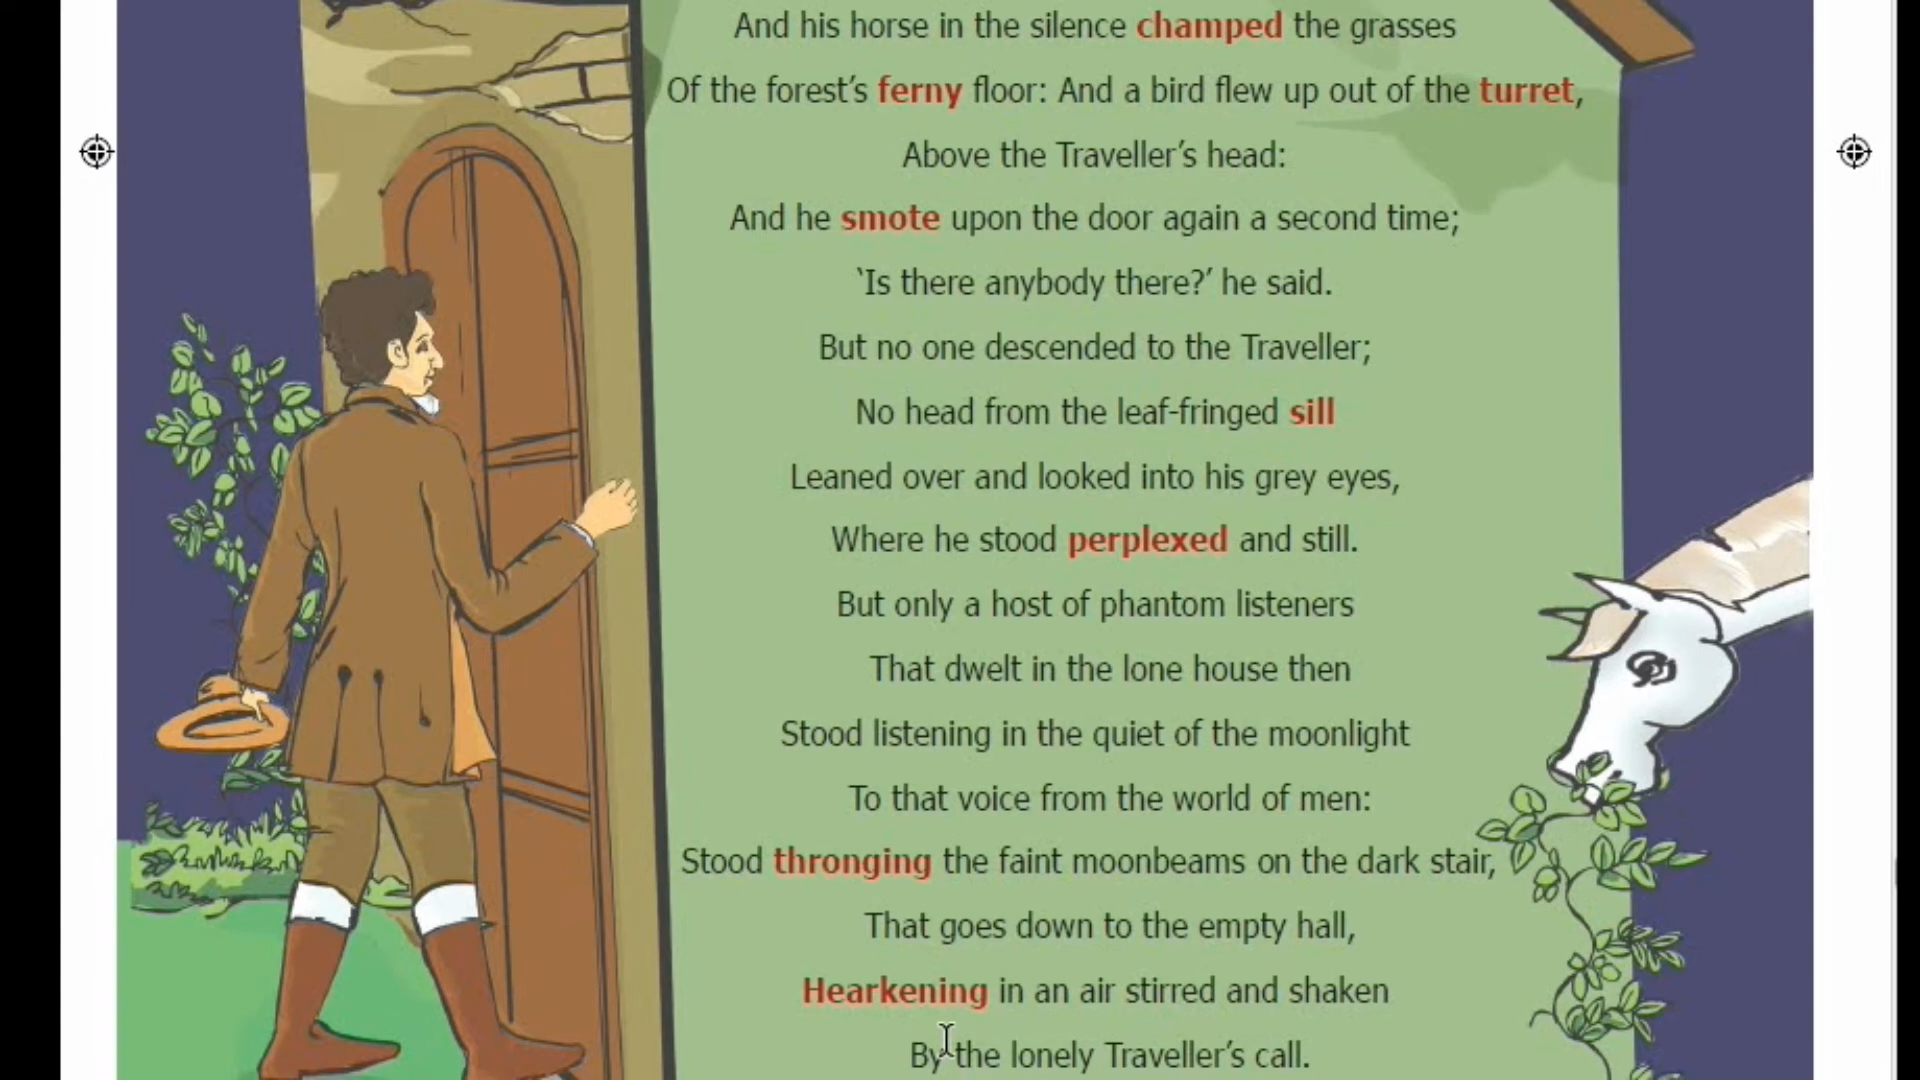 And his horse in the silence champed the grasses
Of the forest’s ferny floor: And a bird flew up out of the turret,
Above the Traveller’s head:
And he smote upon the door again a second time;
‘Is there anybody there?’ he said.
But no one descended to the Traveller;
No head from the leaf-fringed sill
Leaned over and looked into his grey eyes,
Where he stood perplexed and still.
But only a host of phantom listeners
That dwelt in the lone house then
Stood listening in the quiet of the moonlight
To that voice from the world of men:
Stood thronging the faint moonbeams on the dark stair,
That goes down to the empty hall,
Hearkening in an air stirred and shaken
By the lonely Traveller’s call.